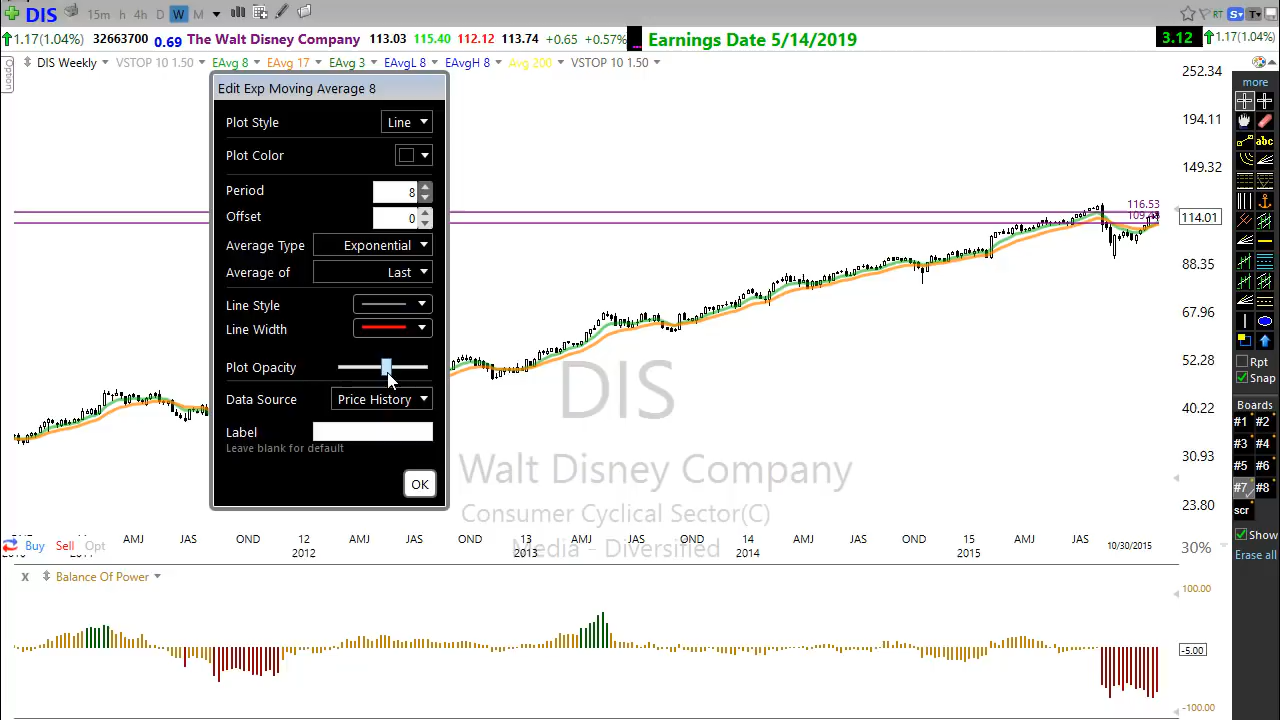 DIS 15m h 4h D W M RT S T
1.17(1.04%) 32663700 0.69 The Walt Disney Company 113.03 115.40 112.12 113.74 +0.65 +0.57% Earnings Date 5/14/2019 3.12 1.17(1.04%)
Option
DIS Weekly VSTOP 10 1.50 EAvg 8 EAvg 17 EAvg 3 EAvgL 8 EAvgH 8 Avg 200 VSTOP 10 1.50
252.34
194.11
149.32
116.53
114.01
88.35
67.96
52.28
40.22
30.93
23.80
Edit Exp Moving Average 8
Plot Style Line
Plot Color
Period 8
Offset 0
Average Type Exponential
Average of Last
Line Style
Line Width
Plot Opacity
Data Source Price History
Label
Leave blank for default
OK
DIS
Walt Disney Company
Consumer Cyclical Sector(C)
Media - Diversified
AMJ JAS OND 12 AMJ JAS OND AMJ JAS OND 14 AMJ JAS OND 15 AMJ JAS 10/30/2015
2012 2013 2014 2015
Buy Sell Opt
30%
x Balance Of Power
100.00
-5.00
-100.00
more
abc
Rpt
Snap
Boards
#1 #2
#3 #4
#5 #6
#7 #8
scr
Show
Erase all